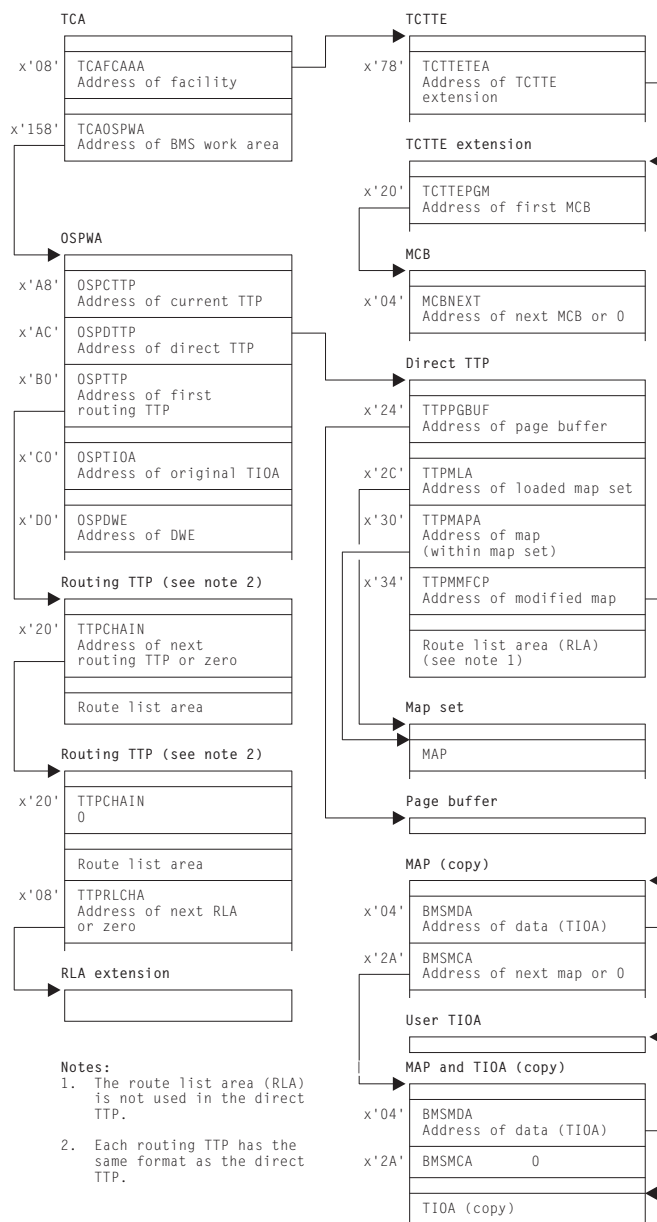 TCA
x'08' TCAFCAAA
Address of facility
x'158' TCAOSPWA
Address of BMS work area
OSPWA
x'A8' OSPCTTP
Address of current TTP
x'AC' OSPDTTP
Address of direct TTP
x'B0' OSPTTP
Address of first
routing TTP
x'C0' OSPTIOA
Address of original TIOA
x'D0' OSPDWE
Address of DWE
Routing TTP (see note 2)
x'20' TTPCHAIN
Address of next
routing TTP or zero
Route list area
Routing TTP (see note 2)
x'20' TTPCHAIN
0
Route list area
x'08' TTPRLCHA
Address of next RLA
or zero
RLA extension
Notes:
1. The route list area (RLA)
is not used in the direct
TTP.
2. Each routing TTP has the
same format as the direct
TTP.
TCTTE
x'78' TCTTETEA
Address of TCTTE
extension
TCTTE extension
x'20' TCTTEPGM
Address of first MCB
MCB
x'04' MCBNEXT
Address of next MCB or 0
Direct TTP
x'24' TTPPGBUF
Address of page buffer
x'2C' TTPMLA
Address of loaded map set
x'30' TTPMAPA
Address of map
(within map set)
x'34' TTPMMFCP
Address of modified map
Route list area (RLA)
(see note 1)
Map set
MAP
Page buffer
MAP (copy)
x'04' BMSMDA
Address of data (TIOA)
x'2A' BMSMCA
Address of next map or 0
User TIOA
MAP and TIOA (copy)
x'04' BMSMDA
Address of data (TIOA)
x'2A' BMSMCA 0
TIOA (copy)